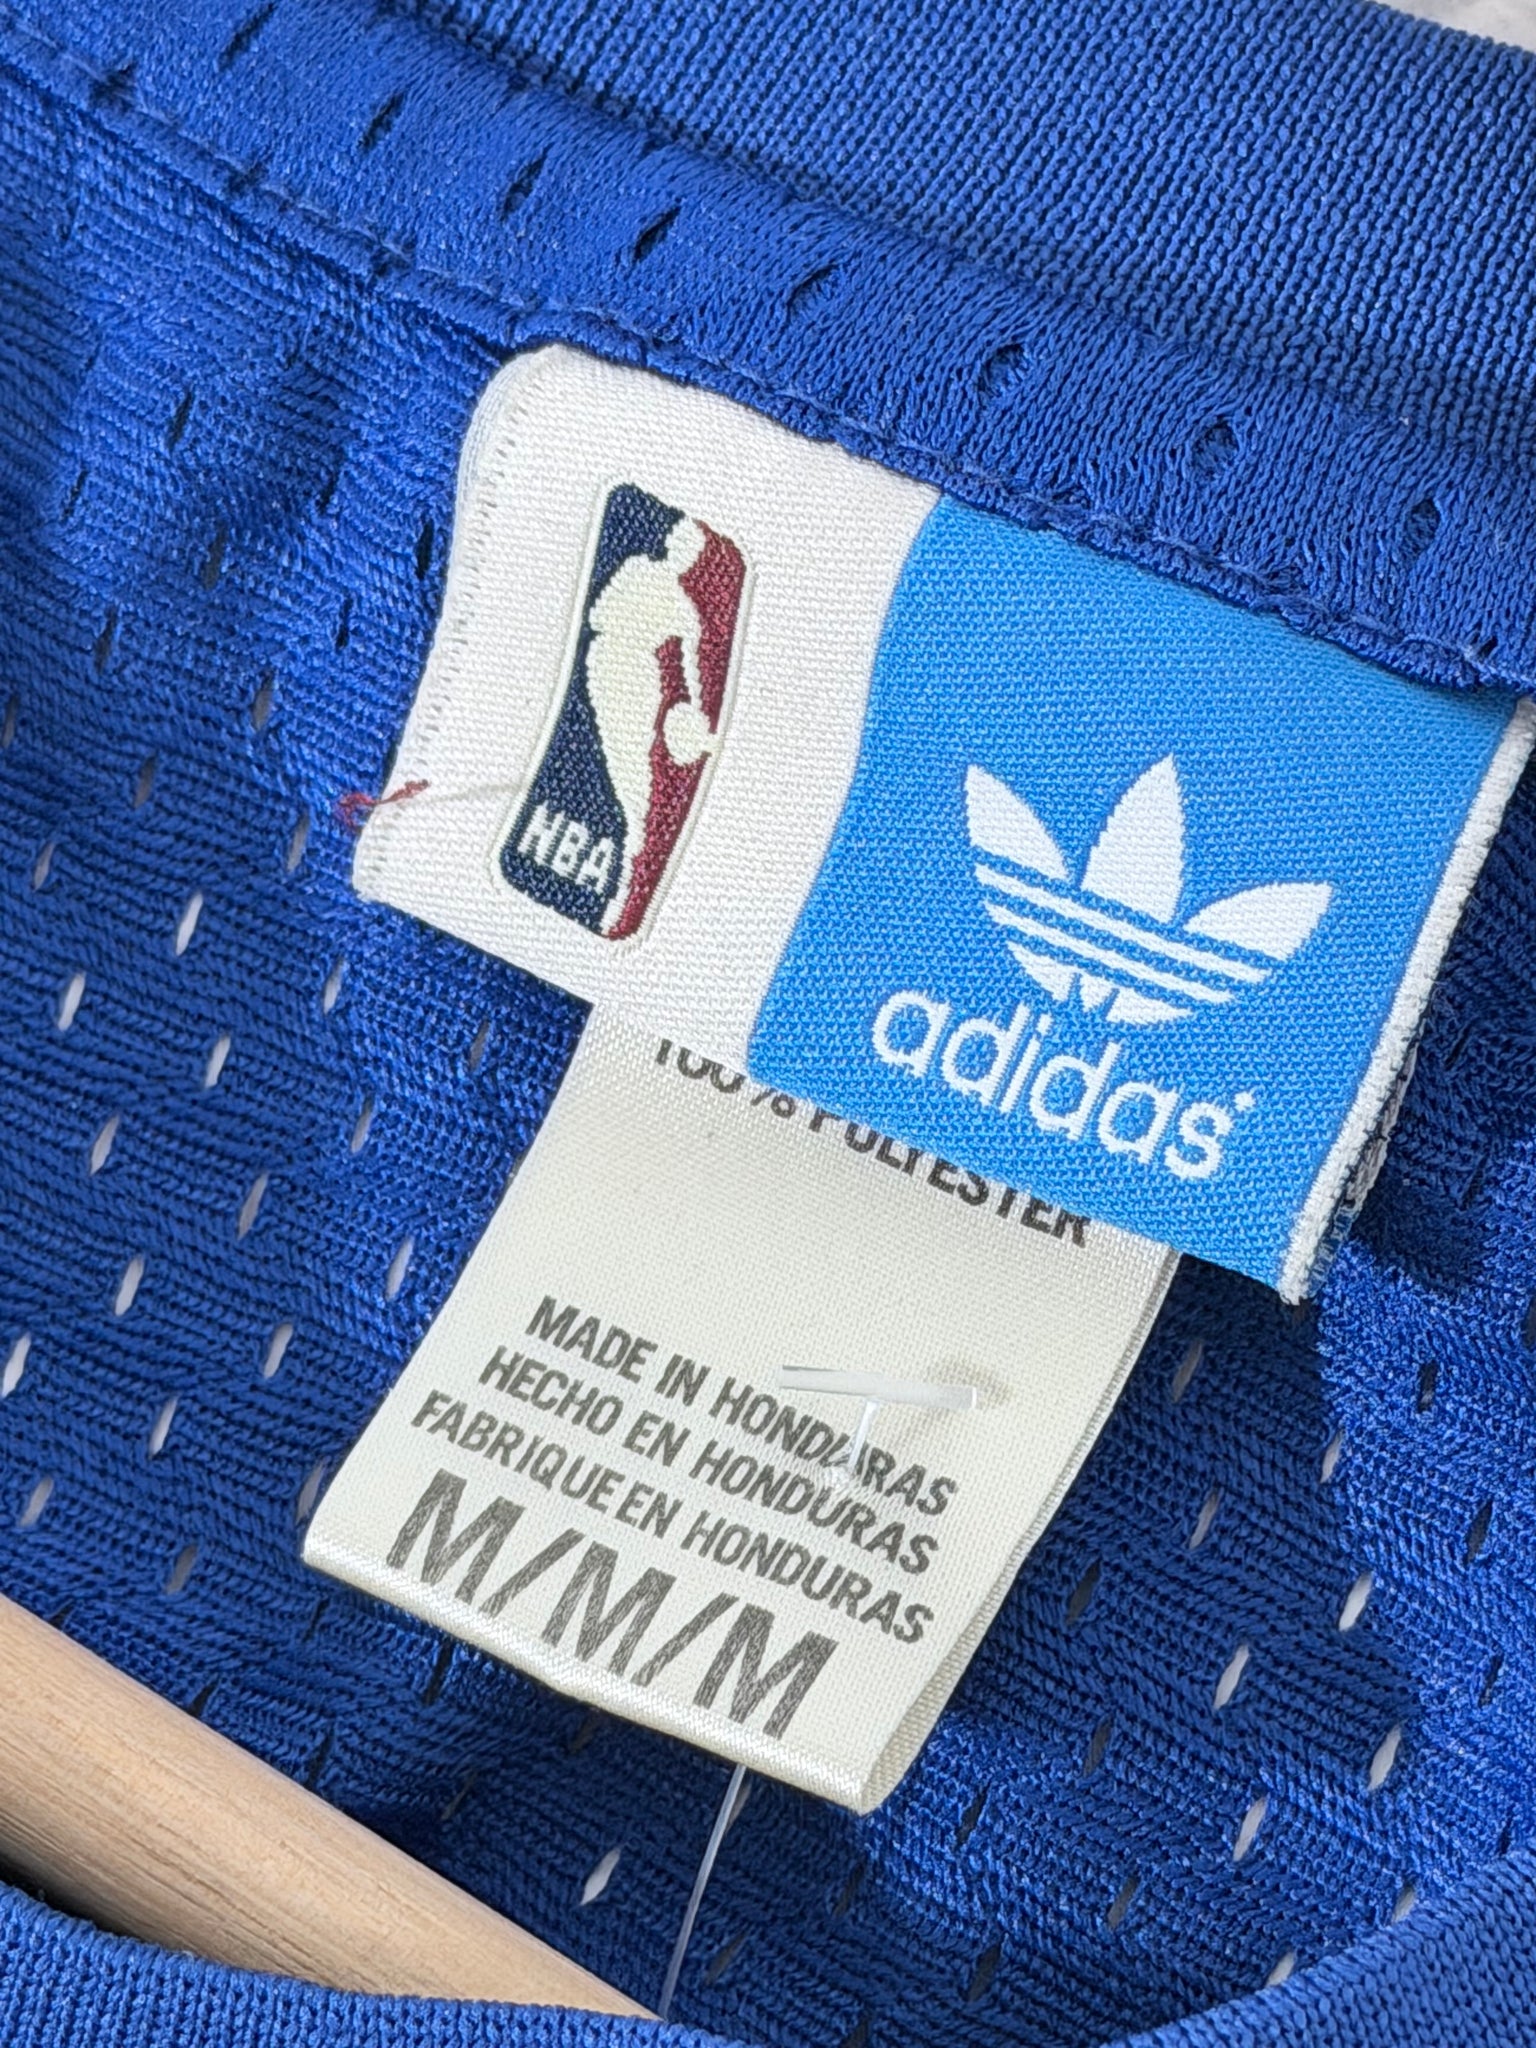 NBA
adidas
100% POLYESTER
MADE IN HONDURAS
HECHO EN HONDURAS
FABRIQUE EN HONDURAS
M/M/M